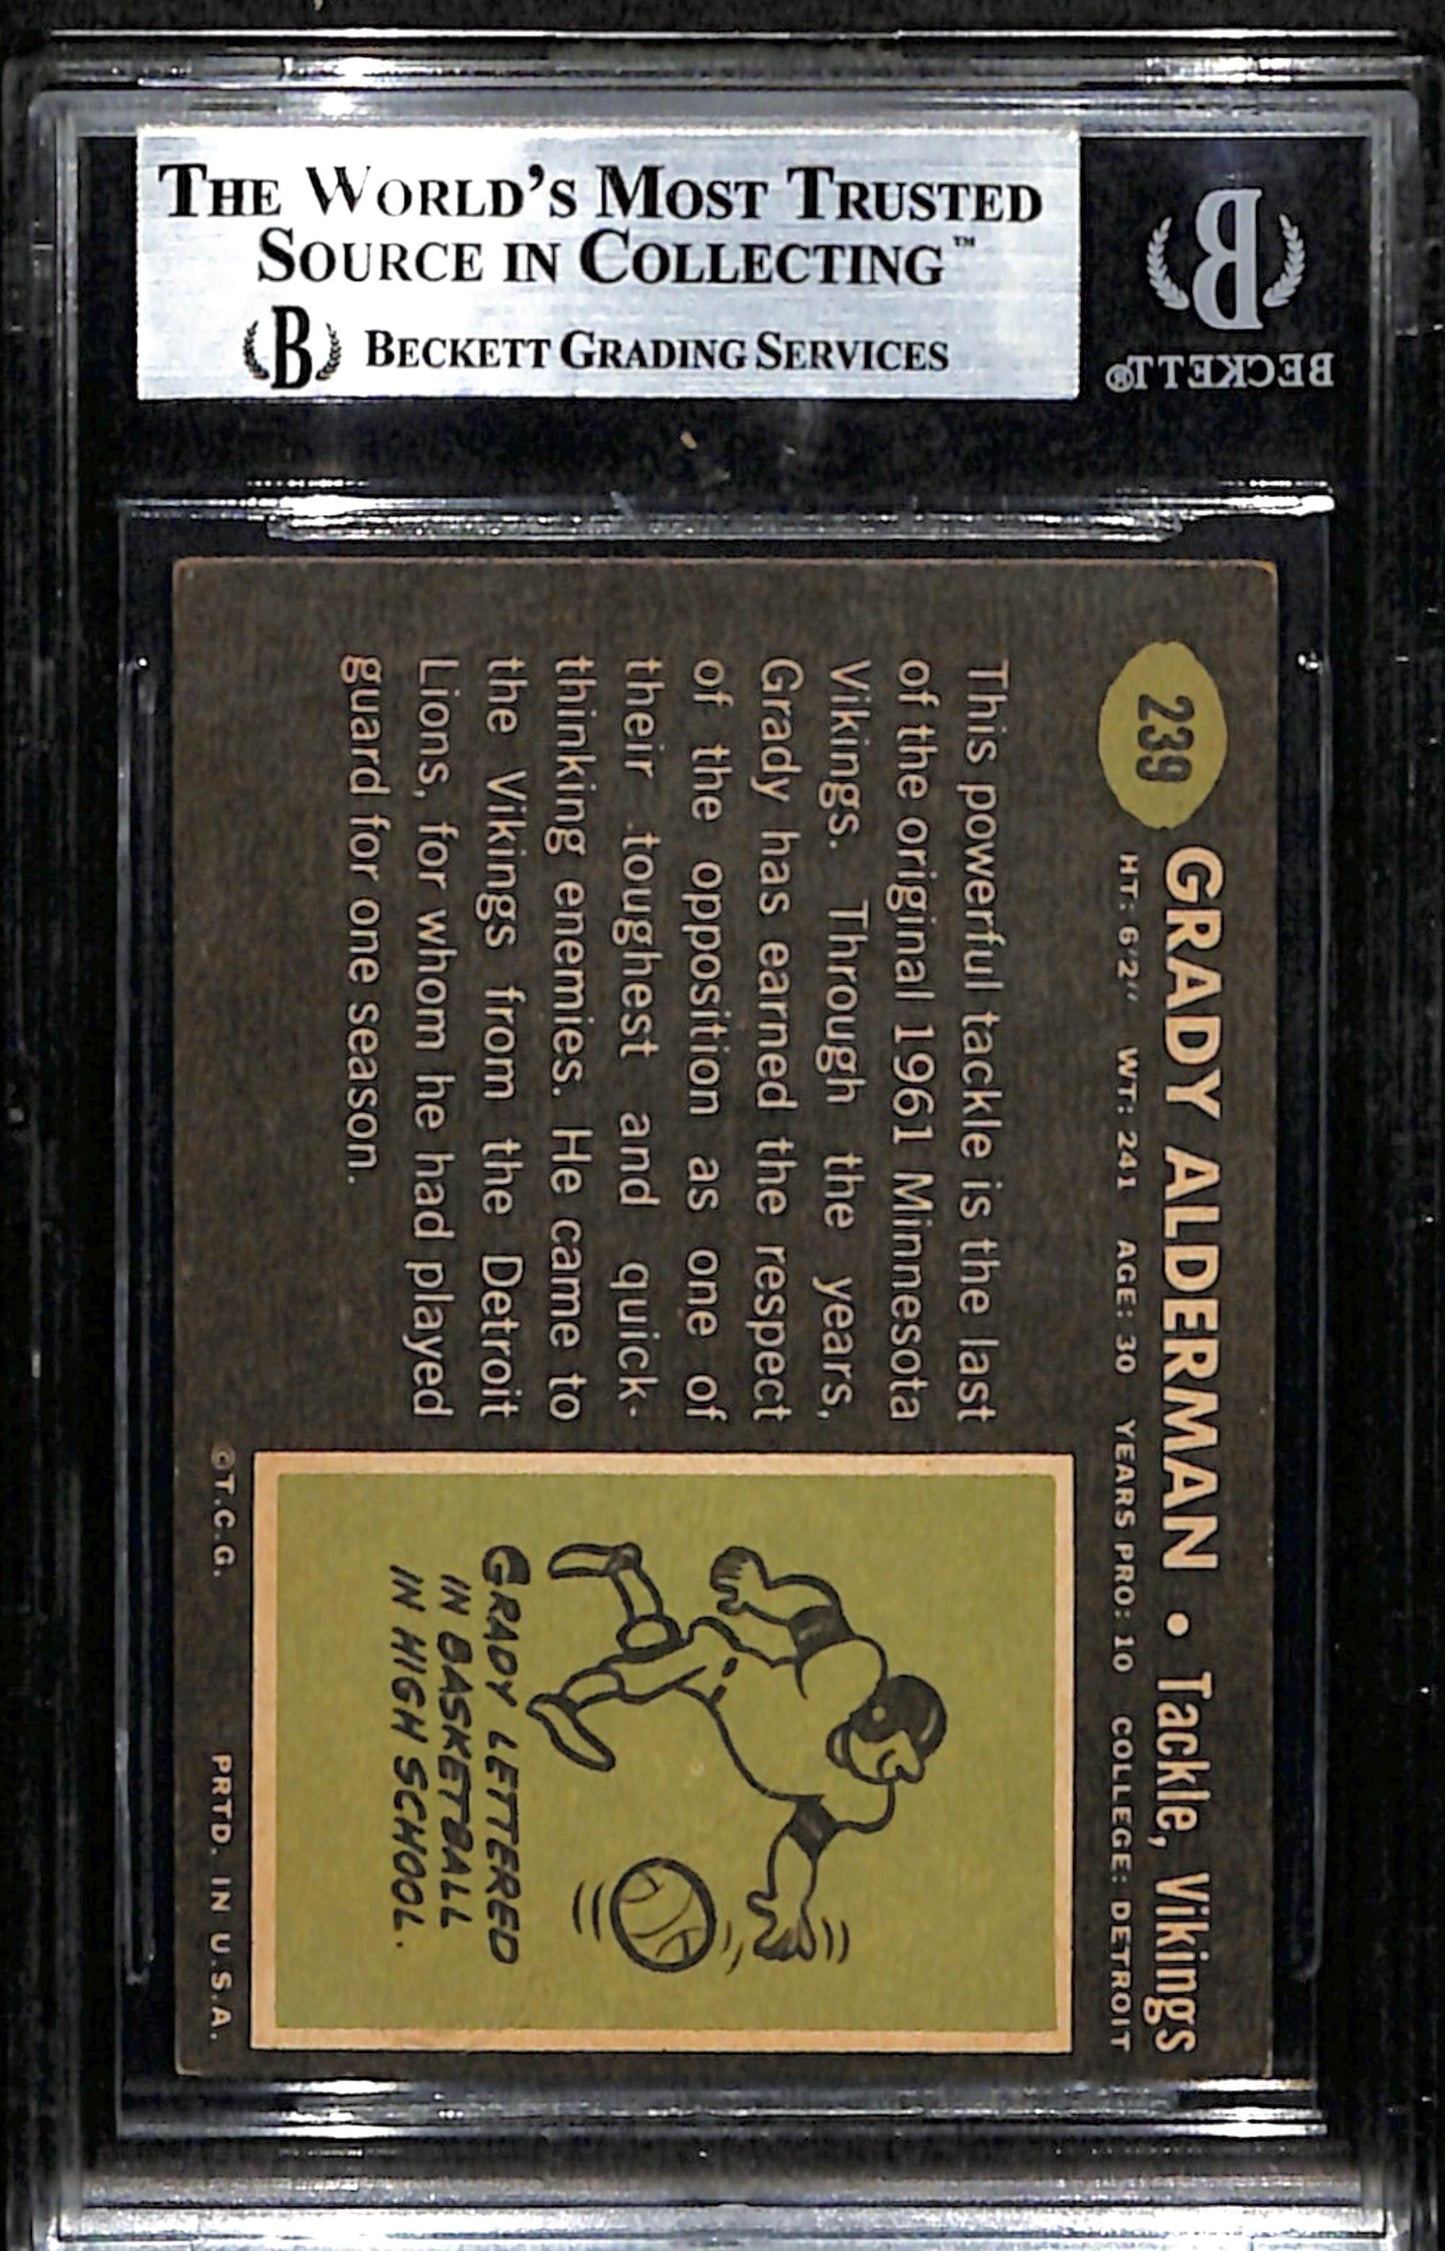 THE WORLD'S MOST TRUSTED
SOURCE IN COLLECTING™
B BECKETT GRADING SERVICES
B
BECKETT®
239
GRADY ALDERMAN • Tackle, Vikings
HT: 6'2" WT: 241 AGE: 30 YEARS PRO: 10 COLLEGE: DETROIT
This powerful tackle is the last
of the original 1961 Minnesota
Vikings. Through the years,
Grady has earned the respect
of the opposition as one of
their toughest and quick-
thinking enemies. He came to
the Vikings from the Detroit
Lions, for whom he had played
guard for one season.
GRADY LETTERED
IN BASKETBALL
IN HIGH SCHOOL.
©T.C.G. PRTD. IN U.S.A.